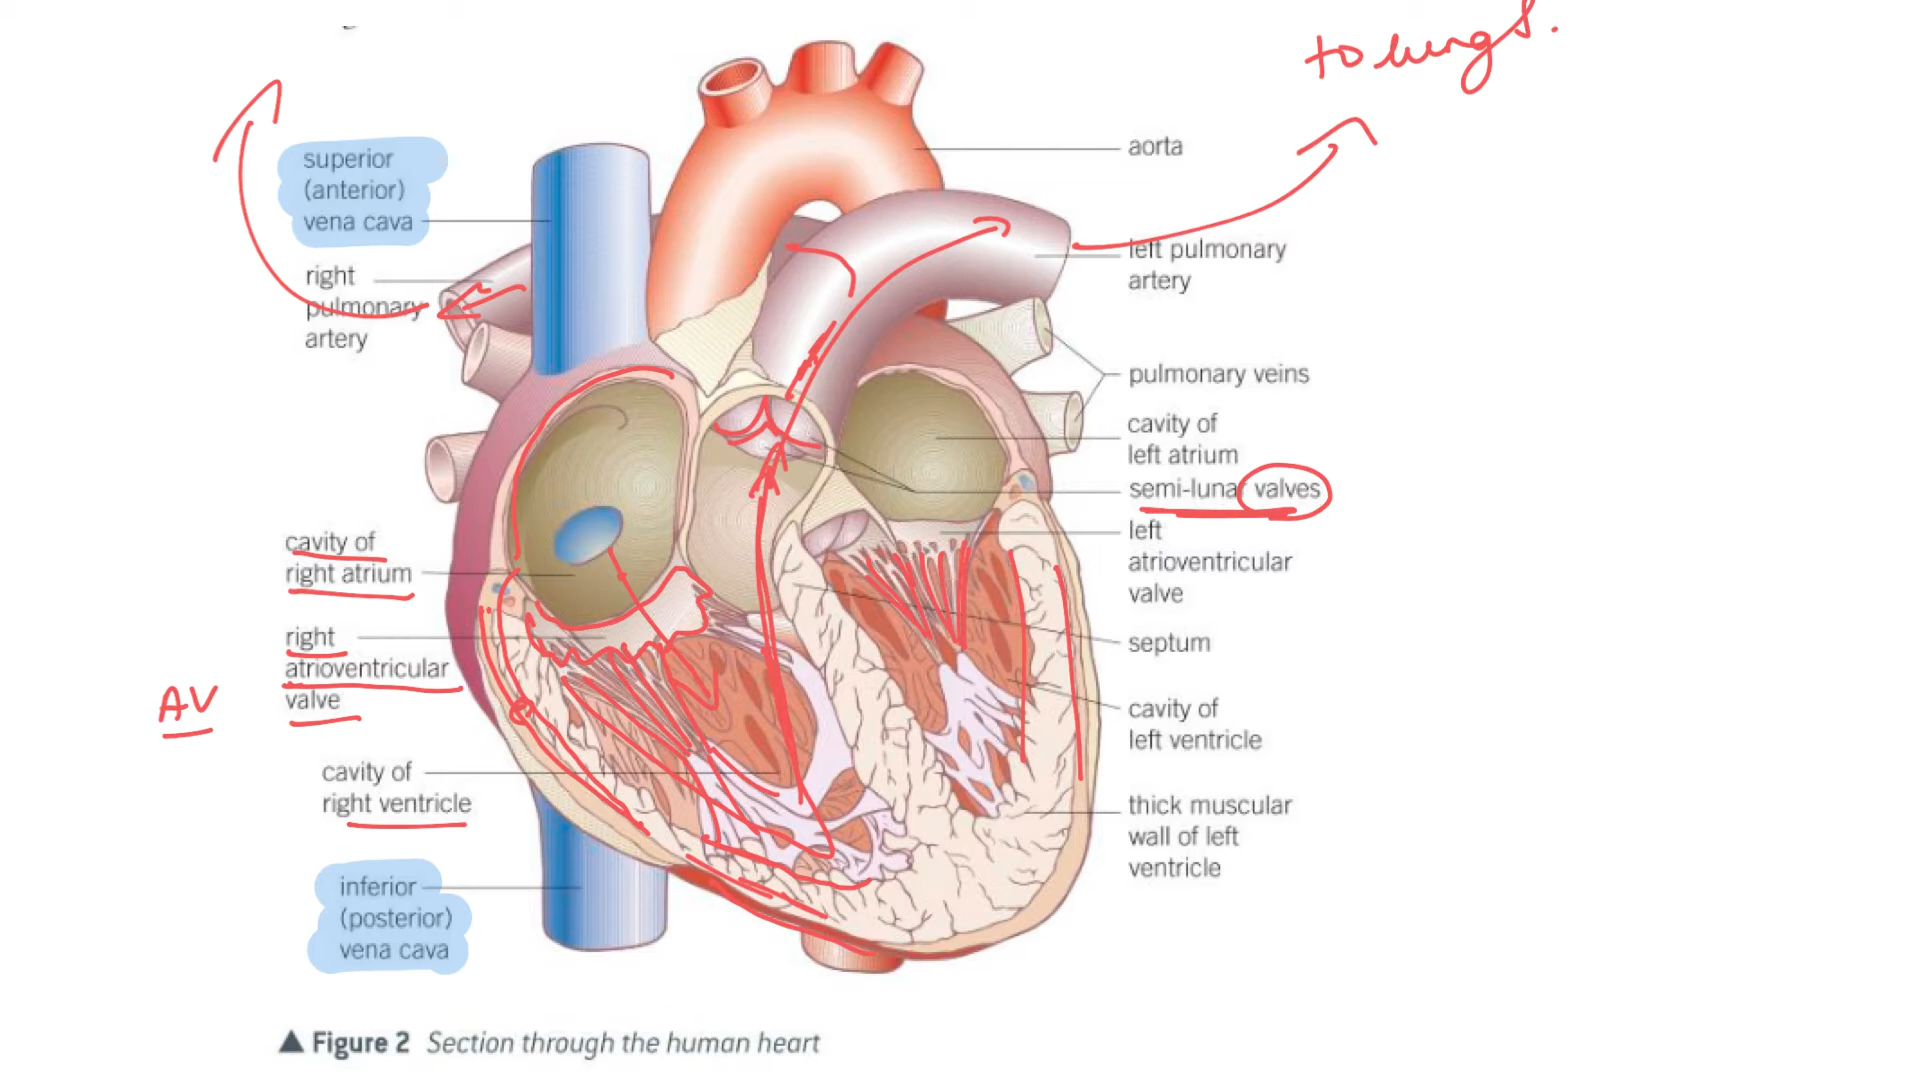 to lungs.
superior
(anterior)
vena cava
right
pulmonary
artery
cavity of
right atrium
right
atrioventricular
valve
AV
cavity of
right ventricle
inferior
(posterior)
vena cava
aorta
left pulmonary
artery
pulmonary veins
cavity of
left atrium
semi-lunar valves
left
atrioventricular
valve
septum
cavity of
left ventricle
thick muscular
wall of left
ventricle
▲ Figure 2 Section through the human heart